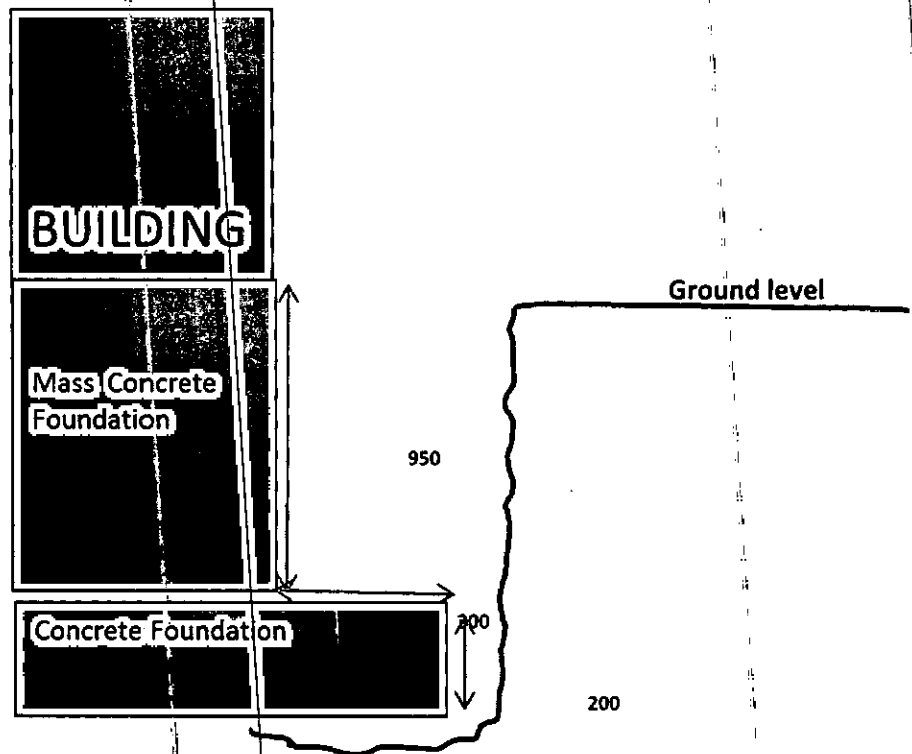 BUILDING
Ground level
Mass Concrete
Foundation
950
Concrete Foundation
200